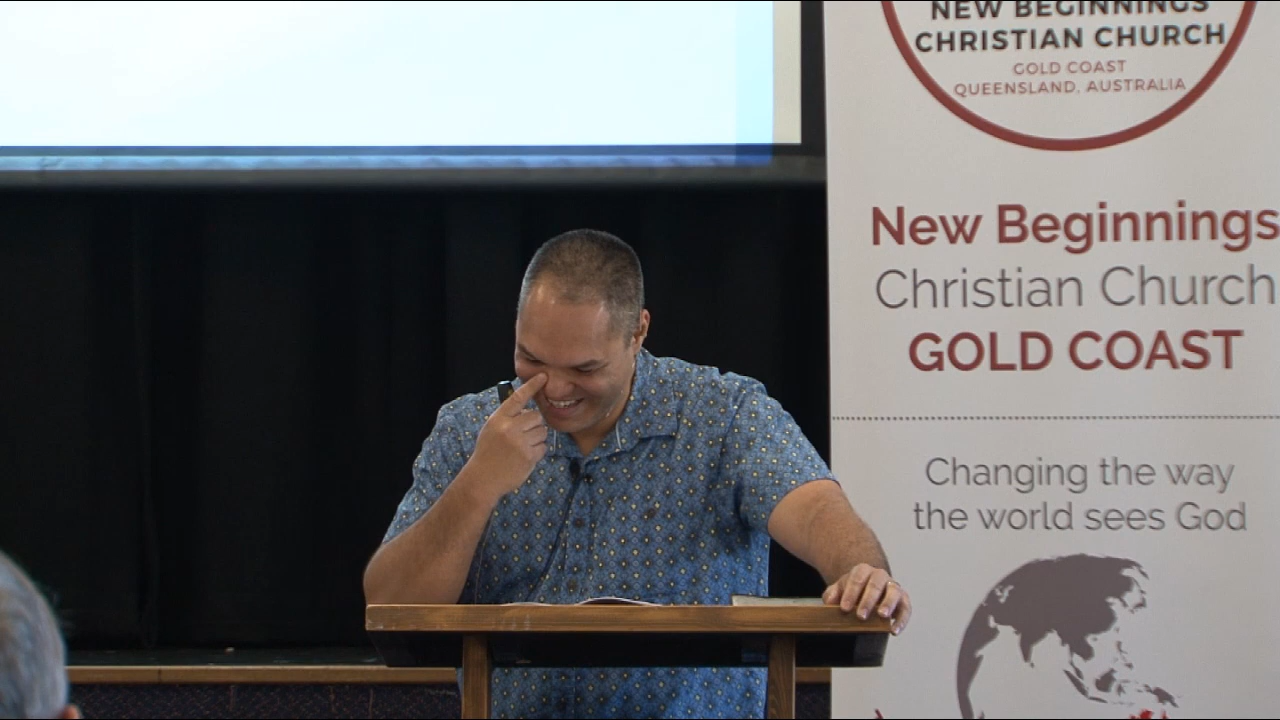 NEW BEGINNINGS
CHRISTIAN CHURCH
GOLD COAST
QUEENSLAND, AUSTRALIA
New Beginnings
Christian Church
GOLD COAST
Changing the way
the world sees God